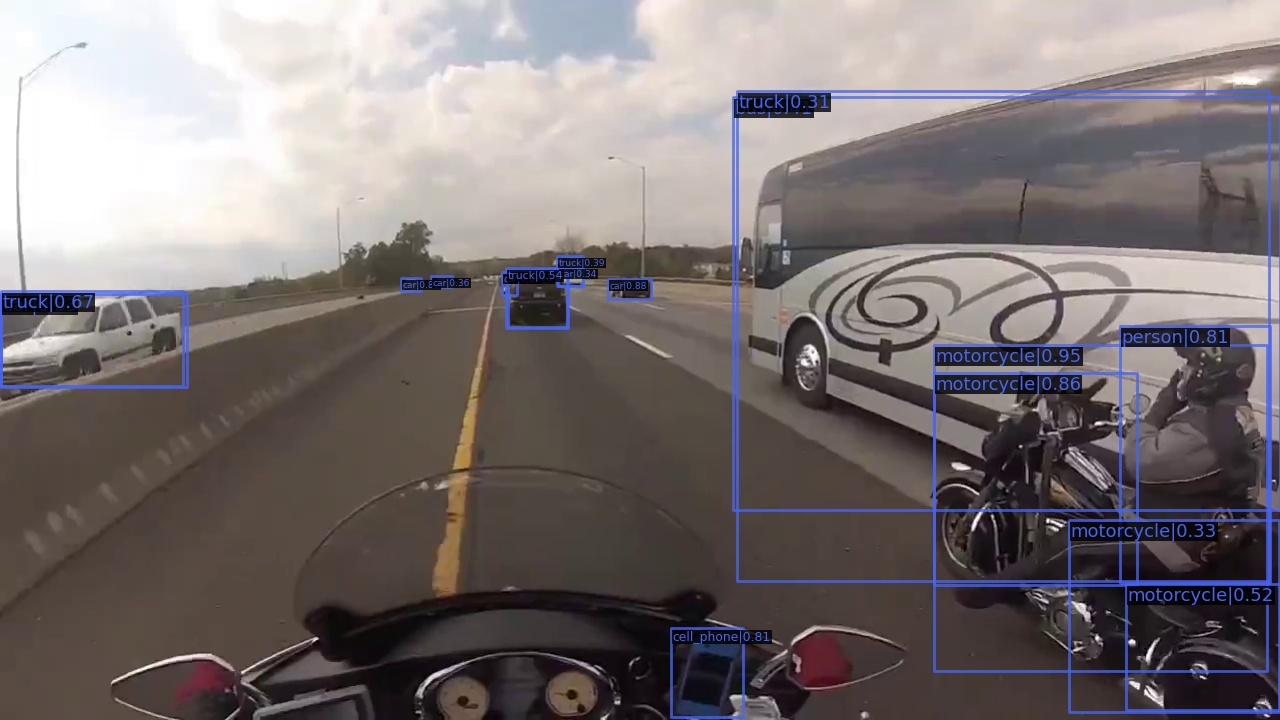 truck|0.31
truck|0.39
truck|0.54
car|0.36
car|0.88
truck|0.67
person|0.81
motorcycle|0.95
motorcycle|0.86
motorcycle|0.33
motorcycle|0.52
cell_phone|0.81